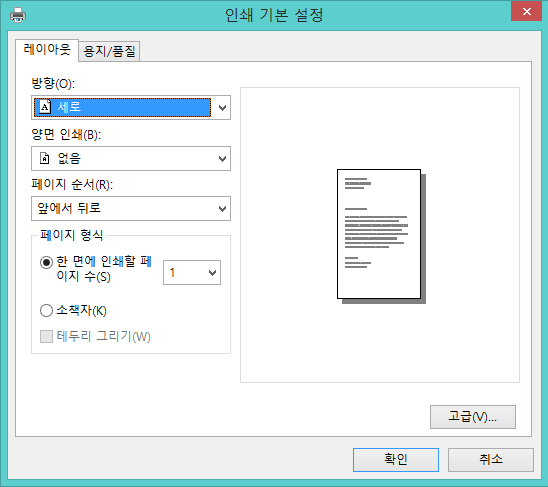 인쇄 기본 설정
레이아웃
용지/품질
방향(O):
세로
양면 인쇄(B):
없음
페이지 순서(R):
앞에서 뒤로
페이지 형식
한 면에 인쇄할 페
이지 수(S)
1
소책자(K)
테두리 그리기(W)
고급(V)...
확인
취소